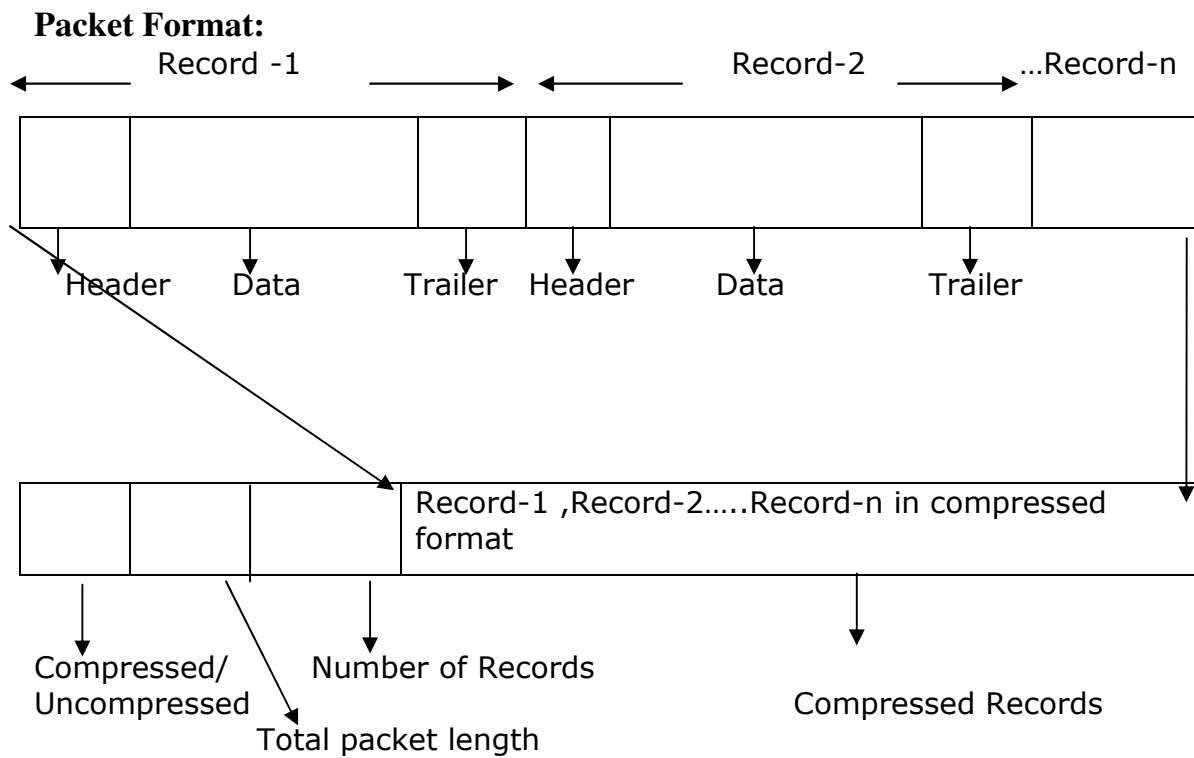 Packet Format:
Record -1 Record-2 ...Record-n
Header Data Trailer Header Data Trailer
Record-1 ,Record-2…..Record-n in compressed
format
Compressed/
Uncompressed
Number of Records
Compressed Records
Total packet length